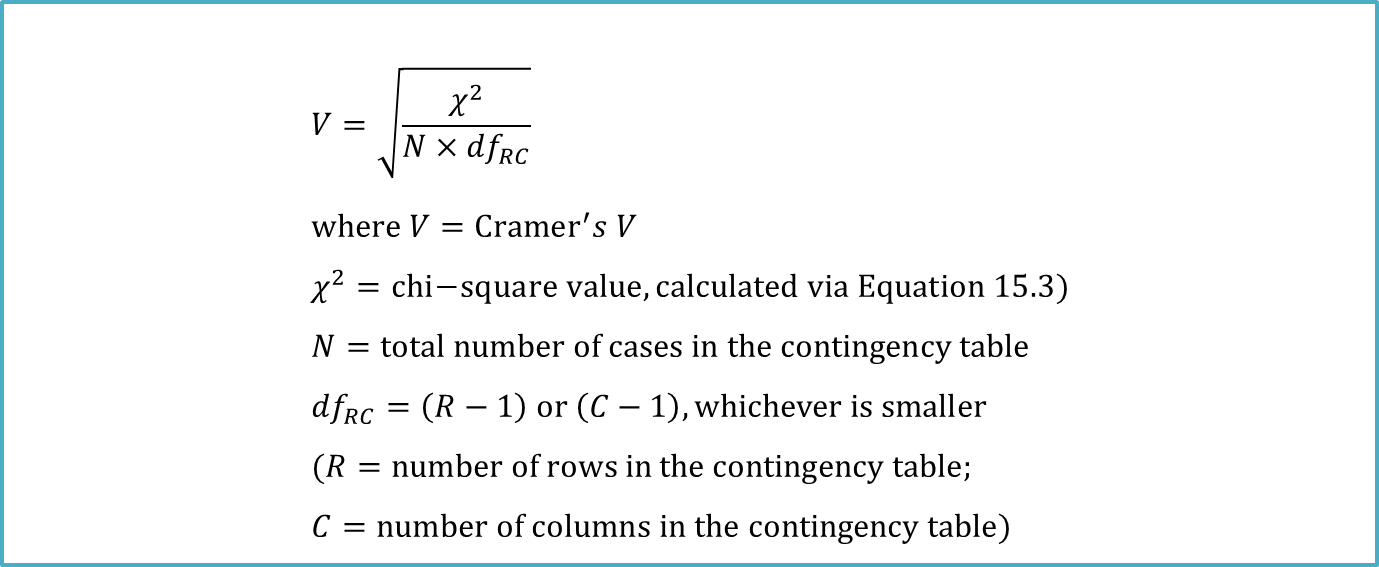 V = √(χ² / (N × df_RC))
where V = Cramer′s V
χ² = chi−square value, calculated via Equation 15.3)
N = total number of cases in the contingency table
df_RC = (R − 1) or (C − 1), whichever is smaller
(R = number of rows in the contingency table;
C = number of columns in the contingency table)